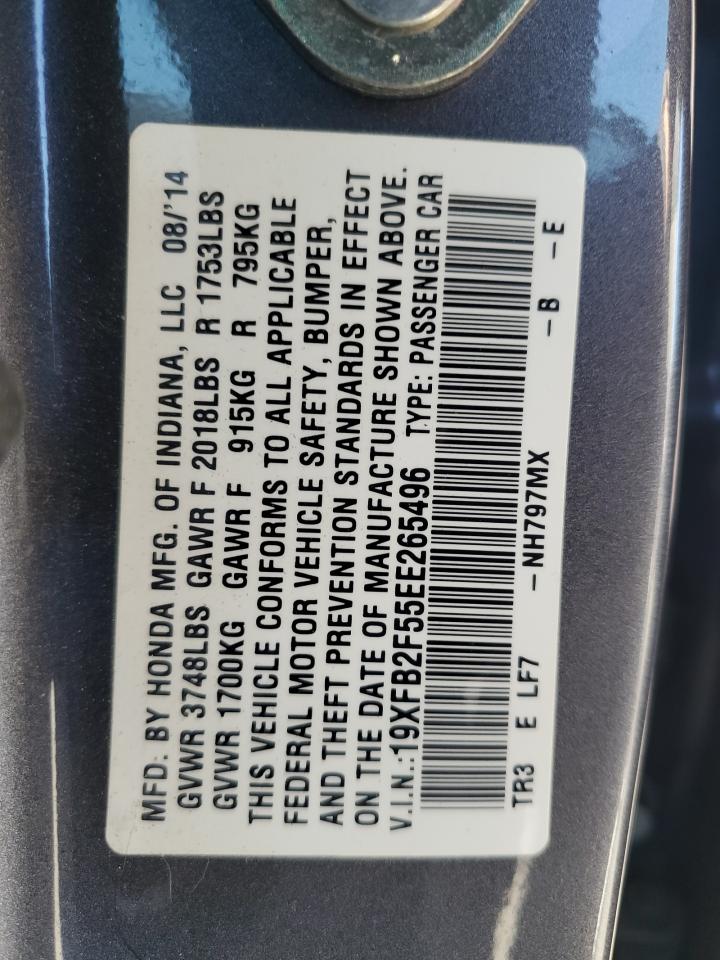 MFD. BY HONDA MFG. OF INDIANA, LLC 08/'14
GVWR 3748LBS GAWR F 2018LBS R 1753LBS
GVWR 1700KG GAWR F 915KG R 795KG
THIS VEHICLE CONFORMS TO ALL APPLICABLE
FEDERAL MOTOR VEHICLE SAFETY, BUMPER,
AND THEFT PREVENTION STANDARDS IN EFFECT
ON THE DATE OF MANUFACTURE SHOWN ABOVE.
V.I.N.:19XFB2F55EE265496 TYPE: PASSENGER CAR
TR3 E LF7 -NH797MX -B -E